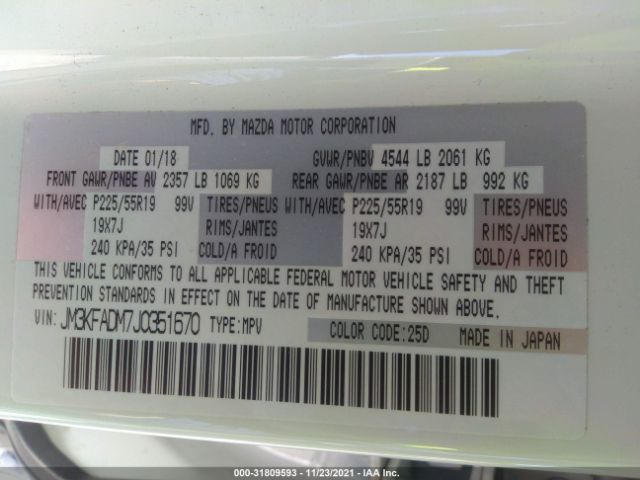 MFD. BY MAZDA MOTOR CORPORATION
DATE 01/18 GVWR/PNBV 4544 LB 2061 KG
FRONT GAWR/PNBE AV 2357 LB 1069 KG REAR GAWR/PNBE AR 2187 LB 992 KG
WITH/AVEC P225/55R19 99V TIRES/PNEUS WITH/AVEC P225/55R19 99V TIRES/PNEUS
19X7J RIMS/JANTES 19X7J RIMS/JANTES
240 KPA/35 PSI COLD/A FROID 240 KPA/35 PSI COLD/A FROID
THIS VEHICLE CONFORMS TO ALL APPLICABLE FEDERAL MOTOR VEHICLE SAFETY AND THEFT
PREVENTION STANDARDS IN EFFECT ON THE DATE OF MANUFACTURE SHOWN ABOVE.
VIN: JM3KFADM7J0351670 TYPE:MPV COLOR CODE:25D MADE IN JAPAN
000-31809593 - 11/23/2021 - IAAI.COM